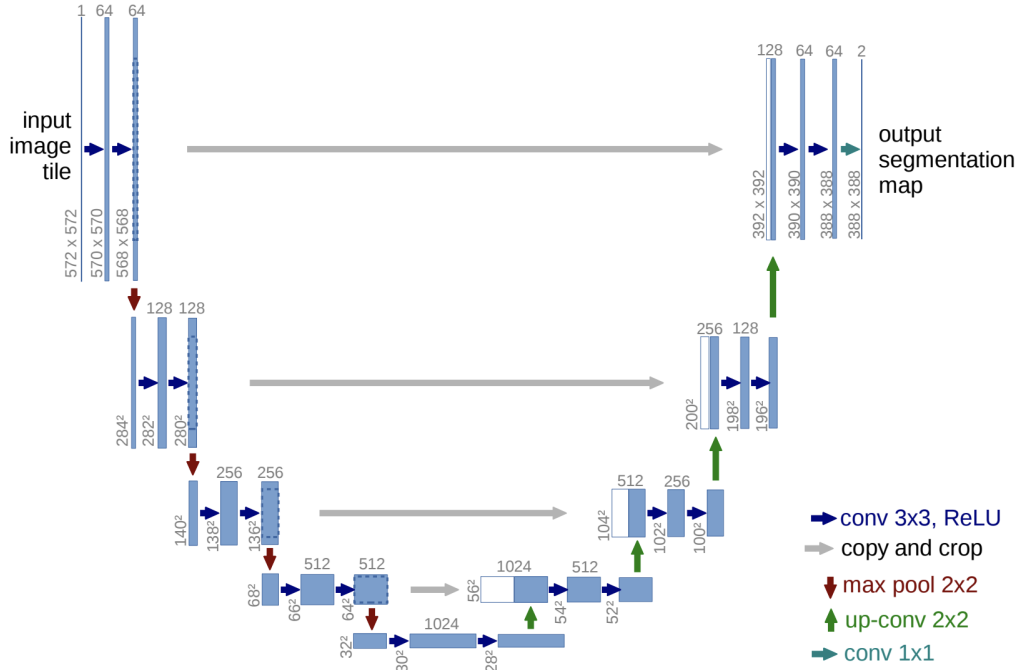 1 64 64
128 64 64 2
input
image
tile
output
segmentation
map
572 x 572
570 x 570
568 x 568
392 x 392
390 x 390
388 x 388
388 x 388
128 128
256 128
284²
282²
280²
200²
198²
196²
256 256
512 256
140²
138²
136²
104²
102²
100²
512 512
1024 512
68²
66²
64²
56²
54²
52²
1024
32²
30²
28²
conv 3x3, ReLU
copy and crop
max pool 2x2
up-conv 2x2
conv 1x1